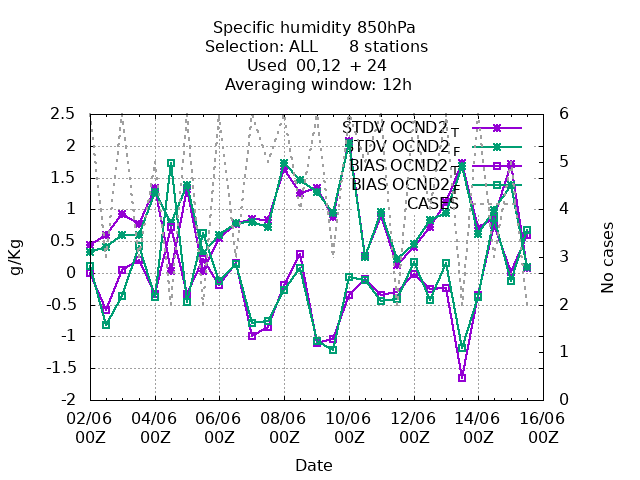 Specific humidity 850hPa
Selection: ALL 8 stations
Used 00,12 + 24
Averaging window: 12h
g/Kg
2.5
2
1.5
1
0.5
0
-0.5
-1
-1.5
-2
STDV OCND2_T
STDV OCND2_F
BIAS OCND2_T
BIAS OCND2_F
CASES
6
5
4
3
2
1
0
No cases
02/06 04/06 06/06 08/06 10/06 12/06 14/06 16/06
00Z 00Z 00Z 00Z 00Z 00Z 00Z 00Z
Date